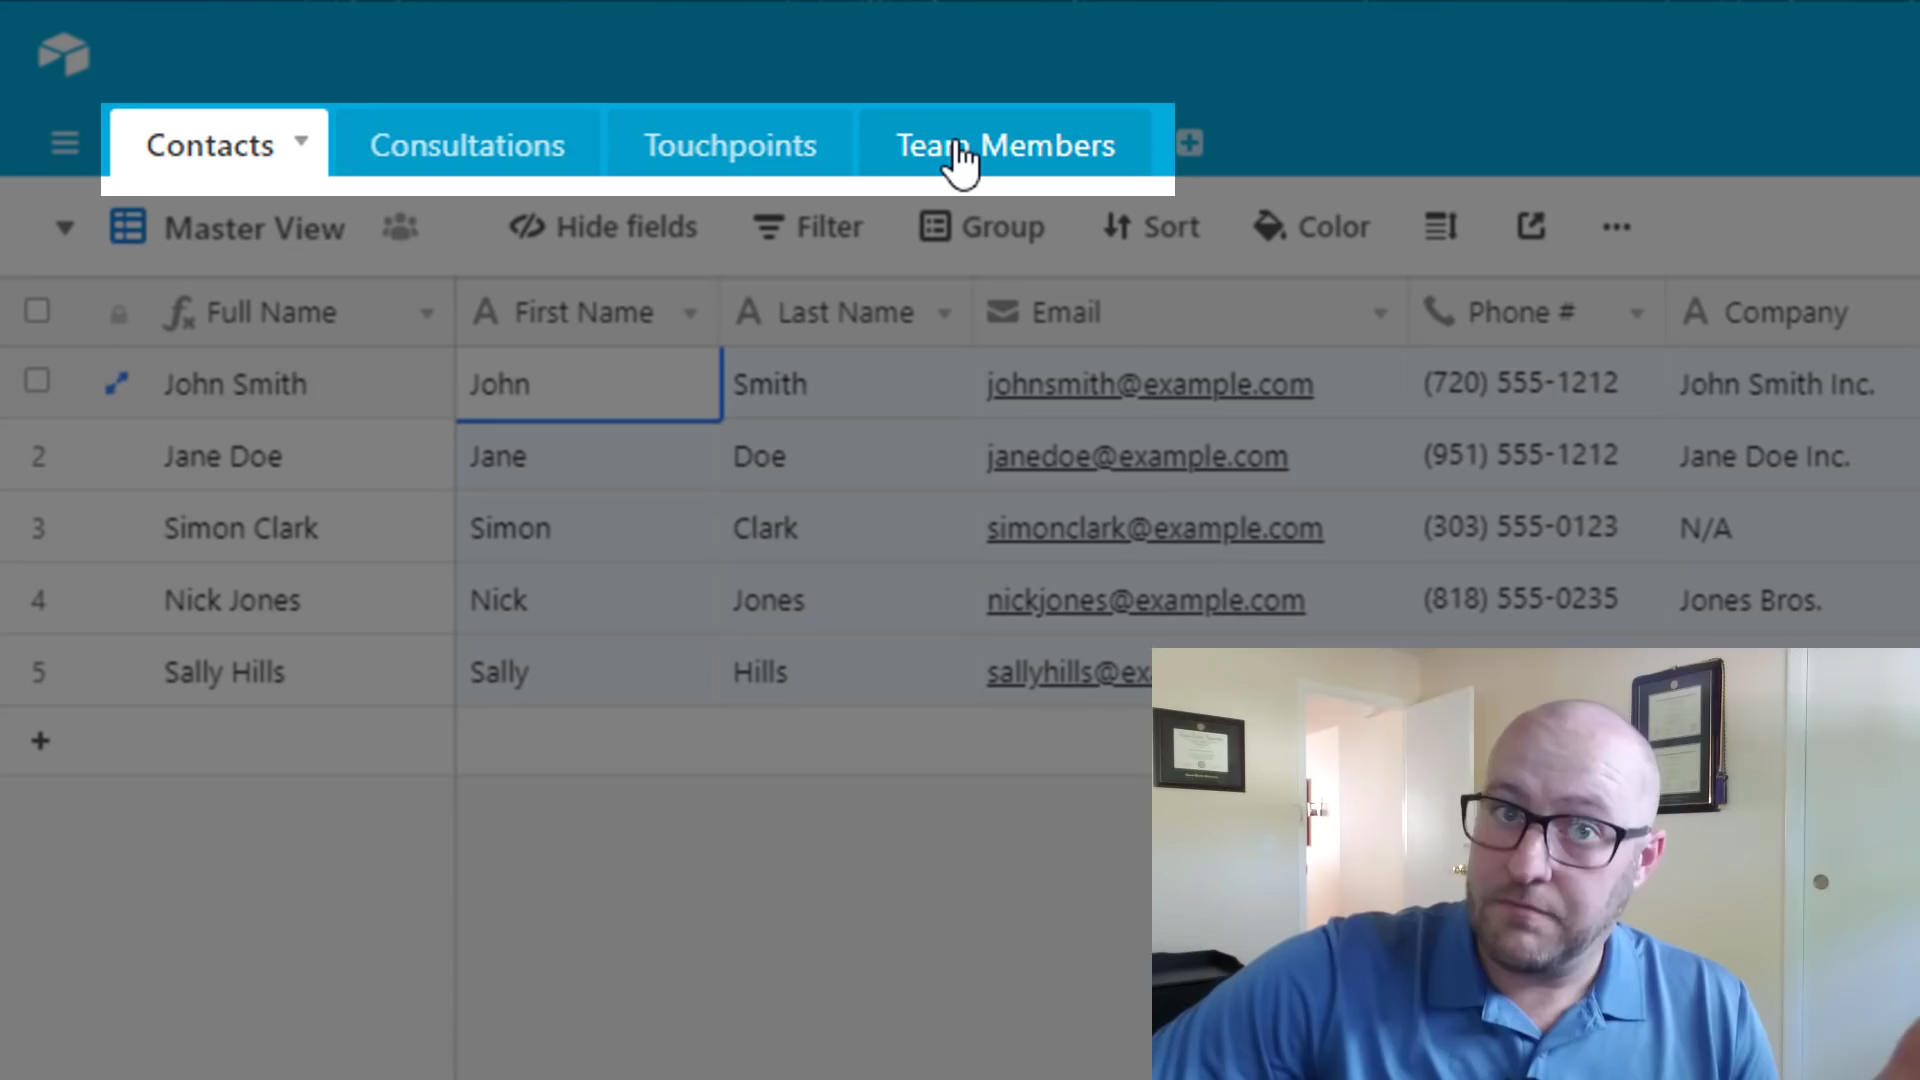 Contacts Consultations Touchpoints Team Members
Master View Hide fields Filter Group Sort Color
Full Name First Name Last Name Email Phone # Company
John Smith John Smith johnsmith@example.com (720) 555-1212 John Smith Inc.
2 Jane Doe Jane Doe janedoe@example.com (951) 555-1212 Jane Doe Inc.
3 Simon Clark Simon Clark simonclark@example.com (303) 555-0123 N/A
4 Nick Jones Nick Jones nickjones@example.com (818) 555-0235 Jones Bros.
5 Sally Hills Sally Hills sallyhills@ex